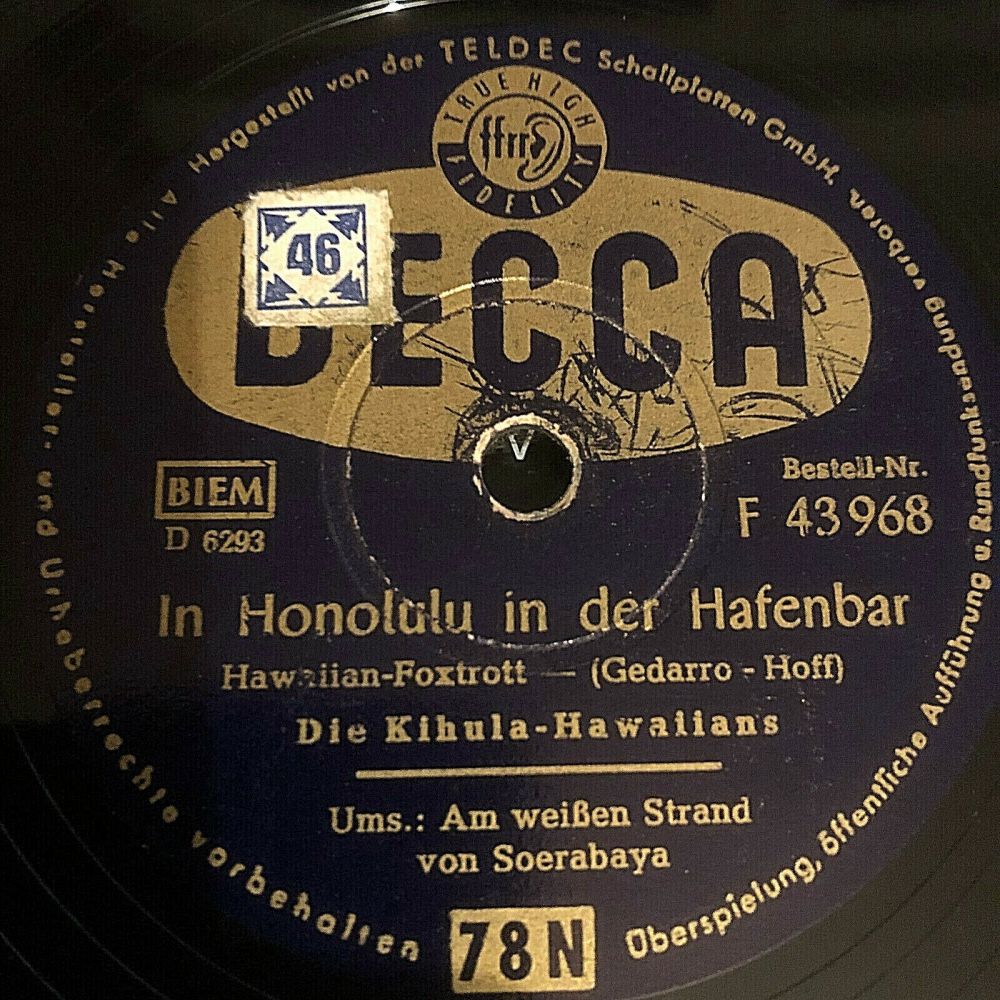 Alle Hersteller- und Urheberrechte vorbehalten
Hergestellt von der TELDEC Schallplatten GmbH.
Überspielung, öffentliche Aufführung u. Rundfunksendung verboten.
TRUE HIGH
ffrr
FIDELITY
46
DECCA
V
BIEM
D 6293
Bestell-Nr.
F 43968
In Honolulu in der Hafenbar
Hawaiian-Foxtrott — (Gedarro - Hoff)
Die Kihula-Hawaiians
Ums.: Am weißen Strand
von Soerabaya
78 N